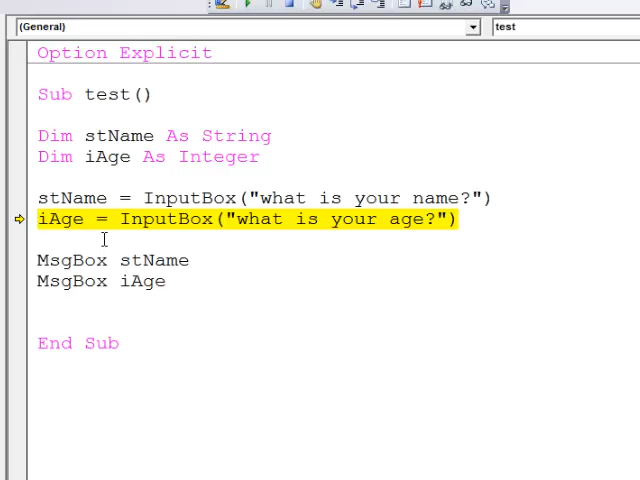 (General)
test
Option Explicit
Sub test()
Dim stName As String
Dim iAge As Integer
stName = InputBox("what is your name?")
iAge = InputBox("what is your age?")
MsgBox stName
MsgBox iAge
End Sub